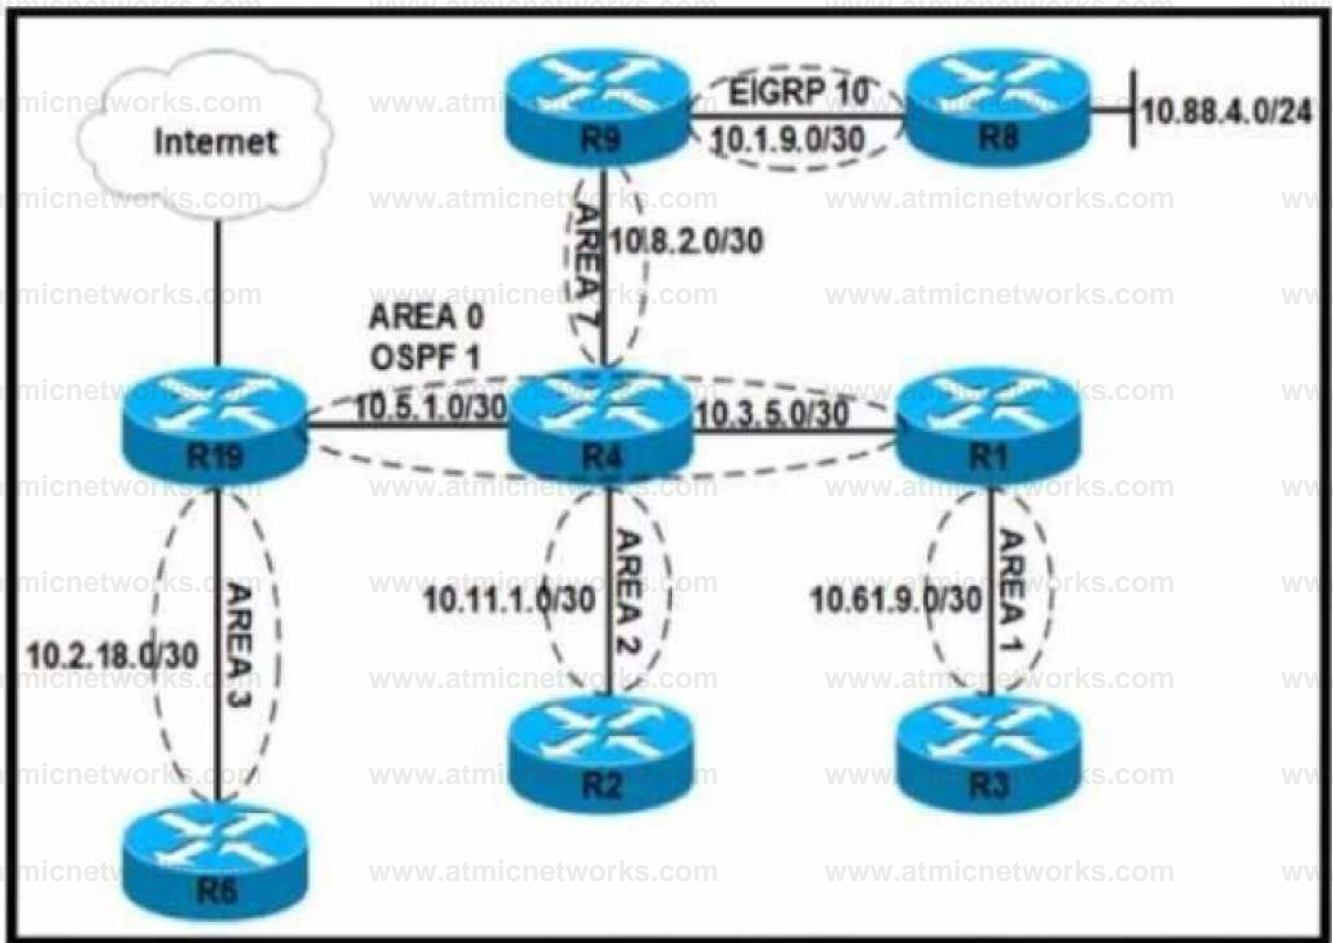 EIGRP 10
10.88.4.0/24
Internet
R9
10.1.9.0/30
R8
AREA 7
10.8.2.0/30
AREA 0
OSPF 1
10.5.1.0/30
10.3.5.0/30
R19
R4
R1
AREA 3
10.2.18.0/30
AREA 2
10.11.1.0/30
AREA 1
10.61.9.0/30
R2
R3
R6
www.atmicnetworks.com